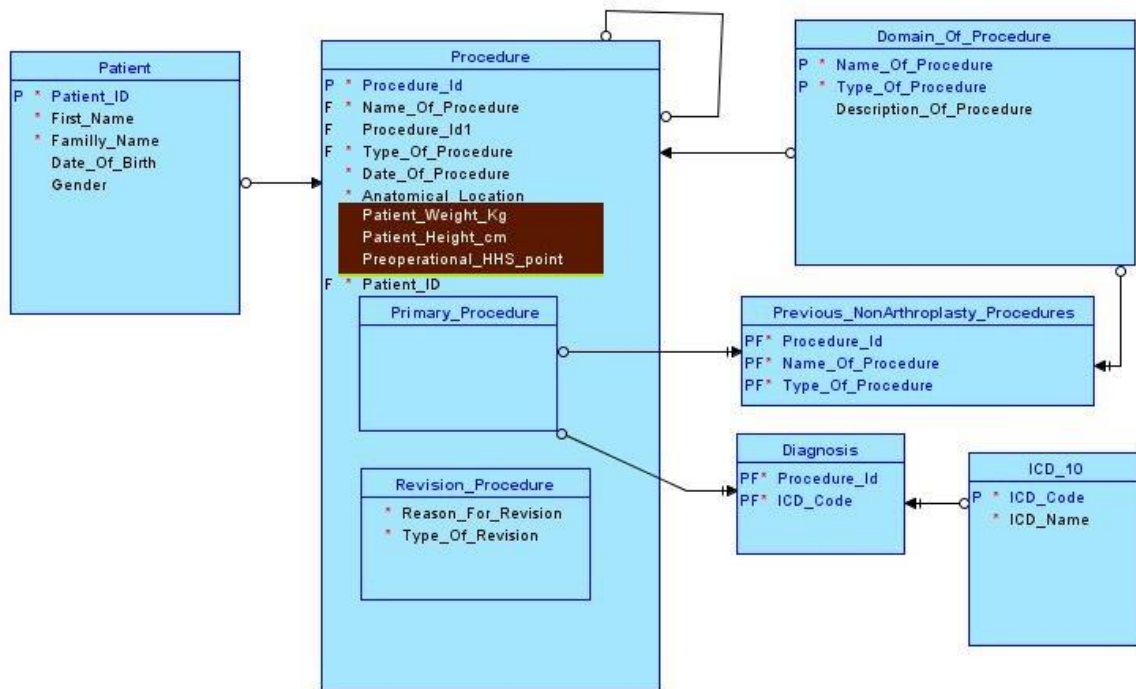 Patient
P * Patient_ID
* First_Name
* Familly_Name
Date_Of_Birth
Gender
Procedure
P * Procedure_Id
F * Name_Of_Procedure
F Procedure_Id1
F * Type_Of_Procedure
* Date_Of_Procedure
* Anatomical_Location
Patient_Weight_Kg
Patient_Height_cm
Preoperational_HHS_point
F * Patient_ID
Primary_Procedure
Revision_Procedure
* Reason_For_Revision
* Type_Of_Revision
Domain_Of_Procedure
P * Name_Of_Procedure
P * Type_Of_Procedure
Description_Of_Procedure
Previous_NonArthroplasty_Procedures
PF* Procedure_Id
PF* Name_Of_Procedure
PF* Type_Of_Procedure
Diagnosis
PF* Procedure_Id
PF* ICD_Code
ICD_10
P * ICD_Code
* ICD_Name